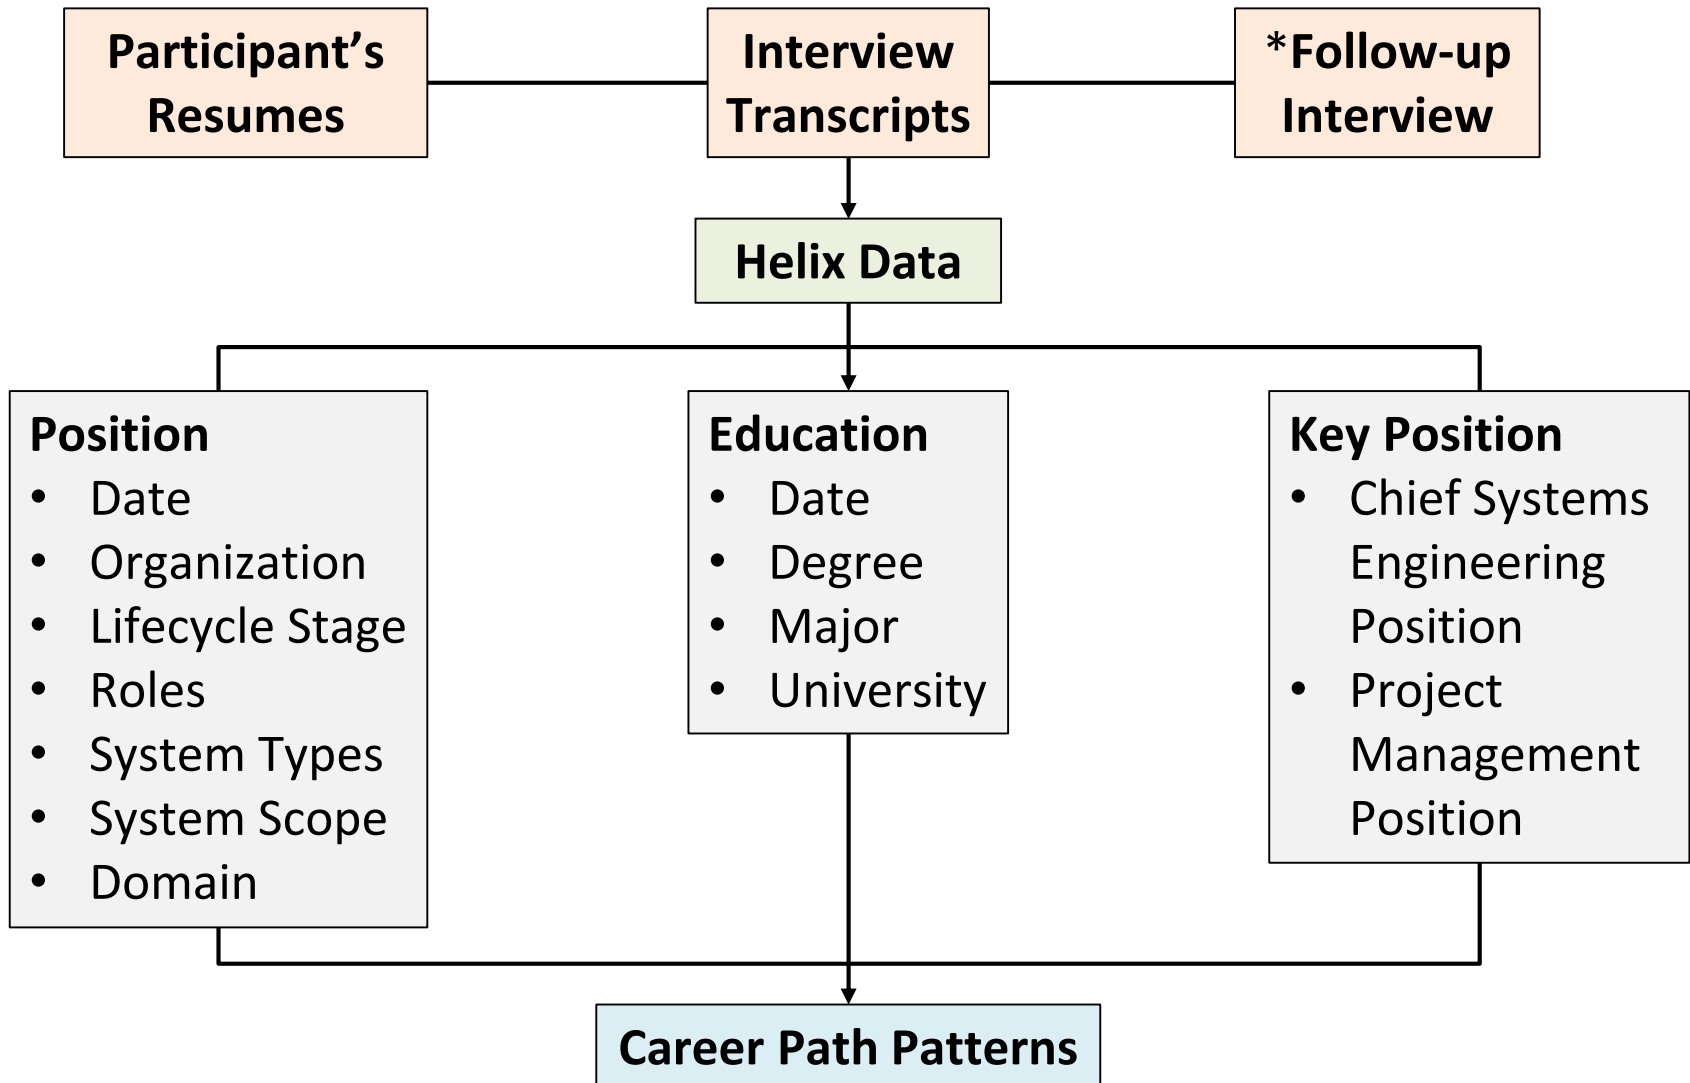 Participant’s
Resumes
Interview
Transcripts
*Follow-up
Interview
Helix Data
Position
• Date
• Organization
• Lifecycle Stage
• Roles
• System Types
• System Scope
• Domain
Education
• Date
• Degree
• Major
• University
Key Position
• Chief Systems
Engineering
Position
• Project
Management
Position
Career Path Patterns